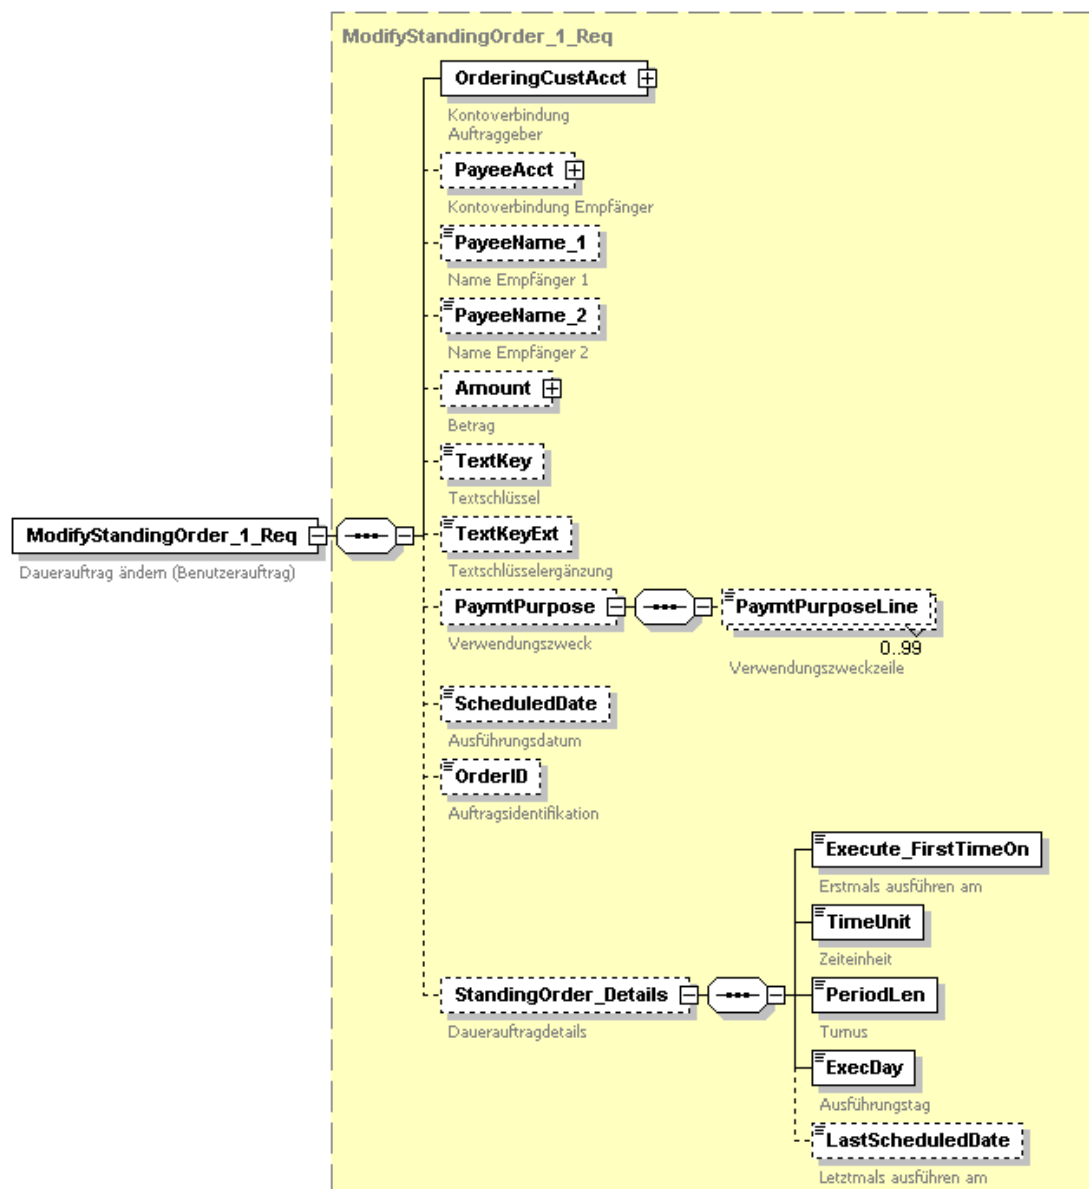 ModifyStandingOrder_1_Req
OrderingCustAcct
Kontoverbindung
Auftraggeber
PayeeAcct
Kontoverbindung Empfänger
PayeeName_1
Name Empfänger 1
PayeeName_2
Name Empfänger 2
Amount
Betrag
TextKey
Textschlüssel
ModifyStandingOrder_1_Req
Dauerauftrag ändern (Benutzerauftrag)
TextKeyExt
Textschlüsselergänzung
PaymtPurpose
Verwendungszweck
PaymtPurposeLine
0..99
Verwendungszweckzeile
ScheduledDate
Ausführungsdatum
OrderID
Auftragsidentifikation
StandingOrder_Details
Dauerauftragdetails
Execute_FirstTimeOn
Erstmals ausführen am
TimeUnit
Zeiteinheit
PeriodLen
Turnus
ExecDay
Ausführungstag
LastScheduledDate
Letztmals ausführen am